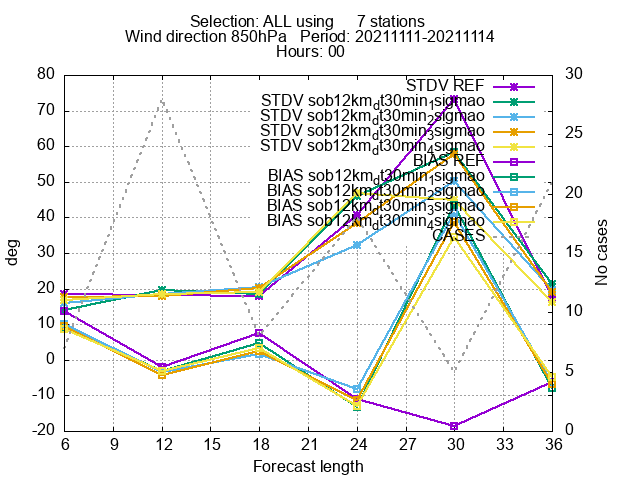 Selection: ALL using 7 stations
Wind direction 850hPa Period: 20211111-20211114
Hours: 00
80
70
60
50
40
30
20
10
0
-10
-20
deg
30
25
20
15
10
5
0
No cases
STDV REF
STDV sob12km_dt30min_1sigmao
STDV sob12km_dt30min_2sigmao
STDV sob12km_dt30min_3sigmao
STDV sob12km_dt30min_4sigmao
BIAS REF
BIAS sob12km_dt30min_1sigmao
BIAS sob12km_dt30min_2sigmao
BIAS sob12km_dt30min_3sigmao
BIAS sob12km_dt30min_4sigmao
CASES
6 9 12 15 18 21 24 27 30 33 36
Forecast length